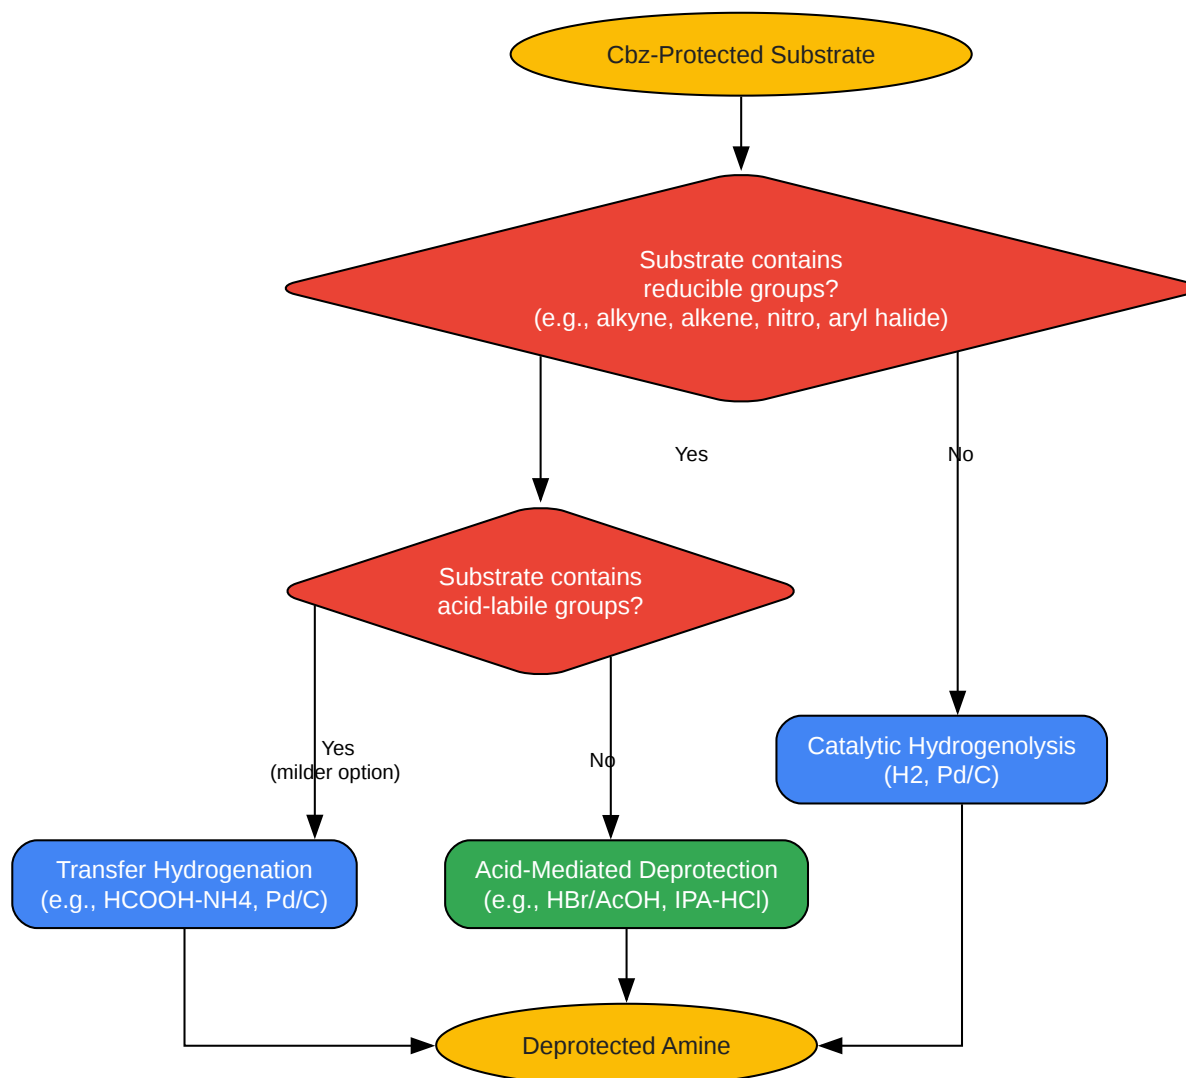 Cbz-Protected Substrate
Substrate contains
reducible groups?
(e.g., alkyne, alkene, nitro, aryl halide)
Yes
No
Substrate contains
acid-labile groups?
Yes
(milder option)
No
Catalytic Hydrogenolysis
(H2, Pd/C)
Transfer Hydrogenation
(e.g., HCOOH-NH4, Pd/C)
Acid-Mediated Deprotection
(e.g., HBr/AcOH, IPA-HCl)
Deprotected Amine